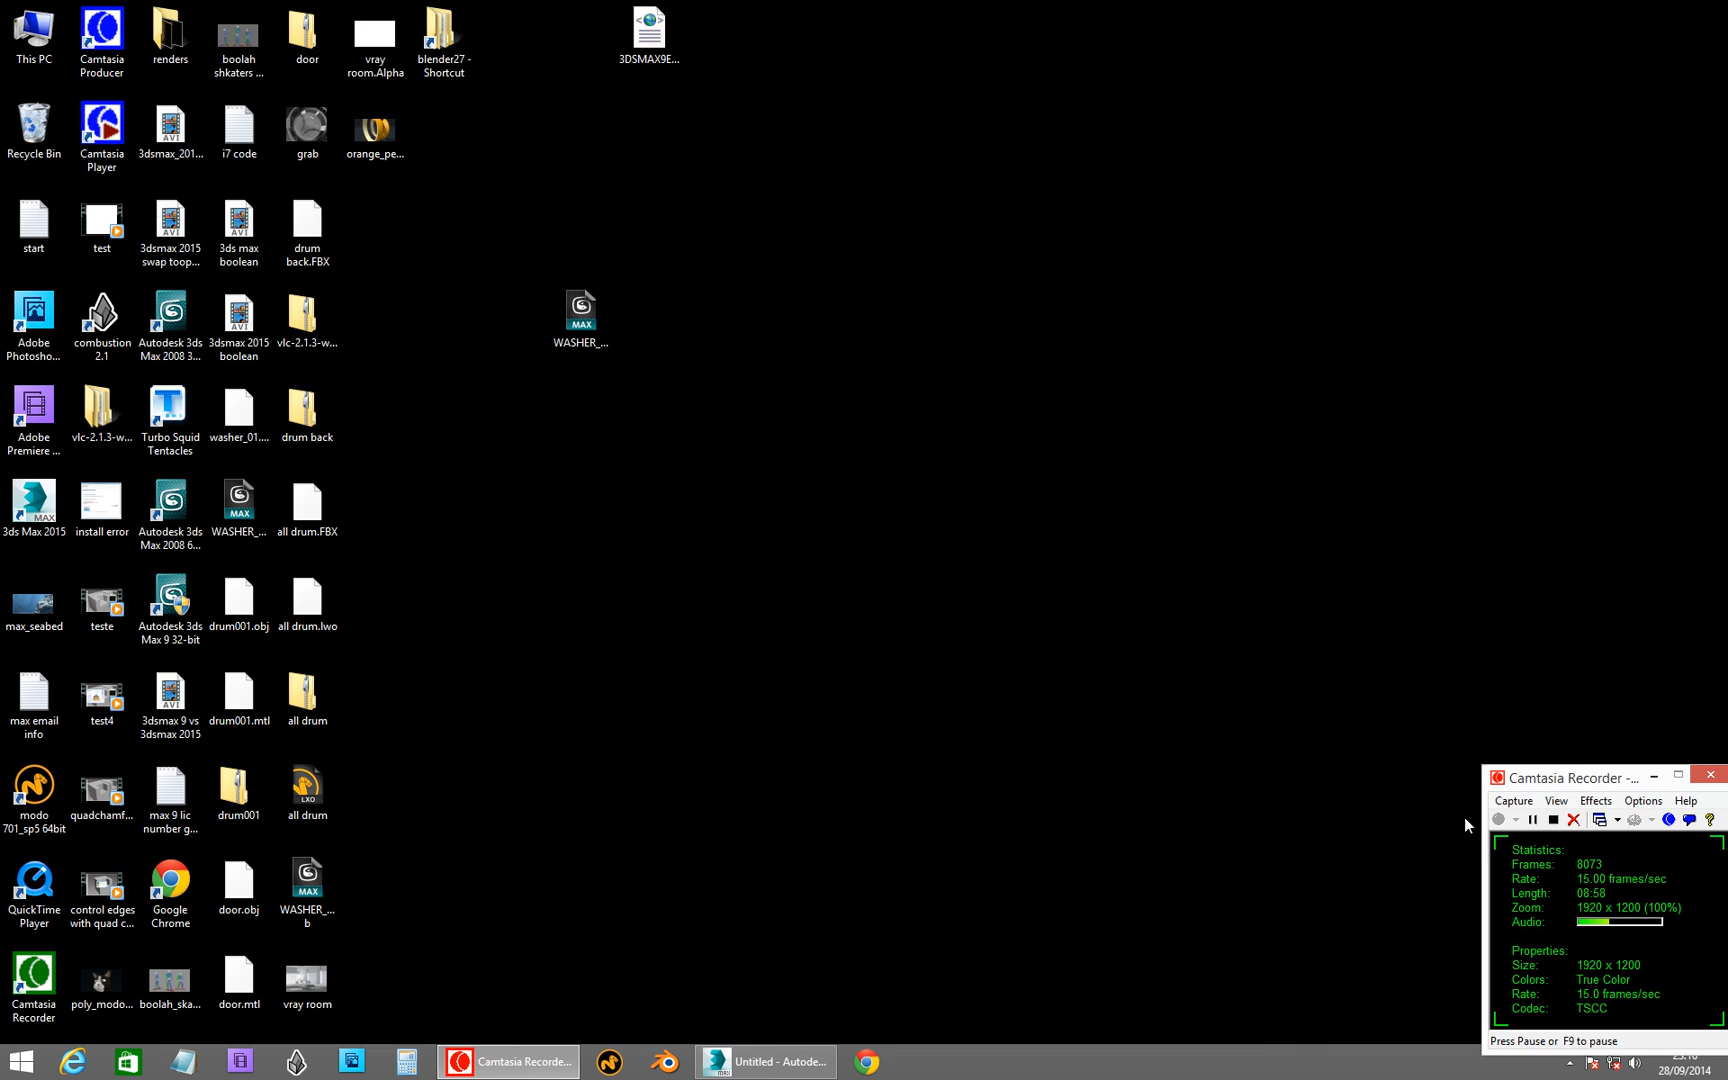 This PC
Camtasia
Producer
renders
boolah
shkaters ...
door
vray
room.Alpha
blender27 -
Shortcut
3DSMAX9E...
Recycle Bin
Camtasia
Player
3dsmax_201...
i7 code
grab
orange_pe...
start
test
3dsmax 2015
swap toop...
3ds max
boolean
drum
back.FBX
Adobe
Photosho...
combustion
2.1
Autodesk 3ds
Max 2008 3...
3dsmax 2015
boolean
vlc-2.1.3-w...
MAX
WASHER_...
Adobe
Premiere ...
vlc-2.1.3-w...
Turbo Squid
Tentacles
washer_01....
drum back
3ds Max 2015
install error
Autodesk 3ds
Max 2008 6...
MAX
WASHER_...
all drum.FBX
max_seabed
teste
Autodesk 3ds
Max 9 32-bit
drum001.obj
all drum.lwo
max email
info
test4
3dsmax 9 vs
3dsmax 2015
drum001.mtl
all drum
modo
701_sp5 64bit
quadchamf...
max 9 lic
number g...
drum001
LXO
all drum
QuickTime
Player
control edges
with quad c...
Google
Chrome
door.obj
MAX
WASHER_...
b
Camtasia
Recorder
poly_modo...
boolah_ska...
door.mtl
vray room
Camtasia Recorder -...
Capture View Effects Options Help
Statistics:
Frames: 8073
Rate: 15.00 frames/sec
Length: 08:58
Zoom: 1920 x 1200 (100%)
Audio:
Properties:
Size: 1920 x 1200
Colors: True Color
Rate: 15.0 frames/sec
Codec: TSCC
Press Pause or F9 to pause
Camtasia Recorde...
Untitled - Autode...
28/09/2014